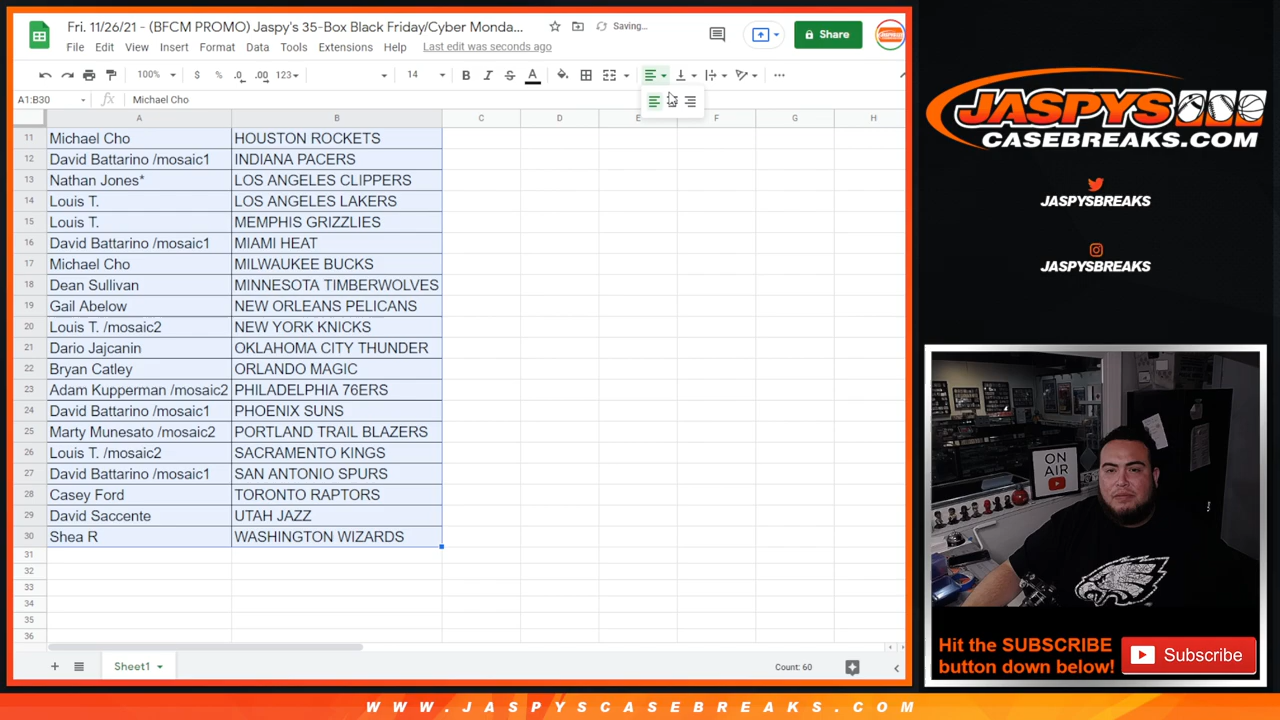 Fri. 11/26/21 - (BFCM PROMO) Jaspy's 35-Box Black Friday/Cyber Monda...
Saving...
Share
File Edit View Insert Format Data Tools Extensions Help Last edit was seconds ago
100% $ % .0 .00 123 14 B I S A
A1:B30 fx Michael Cho
A B C D E F G H
11 Michael Cho HOUSTON ROCKETS
12 David Battarino /mosaic1 INDIANA PACERS
13 Nathan Jones* LOS ANGELES CLIPPERS
14 Louis T. LOS ANGELES LAKERS
15 Louis T. MEMPHIS GRIZZLIES
16 David Battarino /mosaic1 MIAMI HEAT
17 Michael Cho MILWAUKEE BUCKS
18 Dean Sullivan MINNESOTA TIMBERWOLVES
19 Gail Abelow NEW ORLEANS PELICANS
20 Louis T. /mosaic2 NEW YORK KNICKS
21 Dario Jajcanin OKLAHOMA CITY THUNDER
22 Bryan Catley ORLANDO MAGIC
23 Adam Kupperman /mosaic2 PHILADELPHIA 76ERS
24 David Battarino /mosaic1 PHOENIX SUNS
25 Marty Munesato /mosaic2 PORTLAND TRAIL BLAZERS
26 Louis T. /mosaic2 SACRAMENTO KINGS
27 David Battarino /mosaic1 SAN ANTONIO SPURS
28 Casey Ford TORONTO RAPTORS
29 David Saccente UTAH JAZZ
30 Shea R WASHINGTON WIZARDS
31
32
33
34
35
36
Sheet1
Count: 60
JASPYS
CASEBREAKS.COM
JASPYSBREAKS
JASPYSBREAKS
ON
AIR
Hit the SUBSCRIBE
button down below!
Subscribe
WWW.JASPYSCASEBREAKS.COM